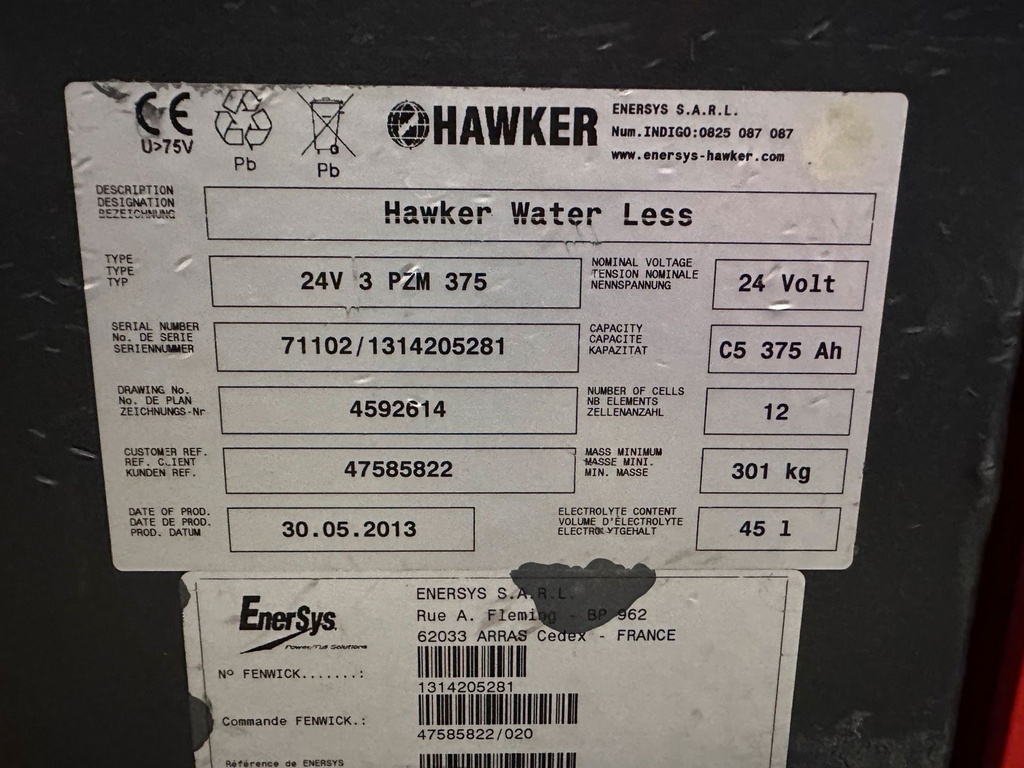 CE
U>75V
Pb
Pb
HAWKER
ENERSYS S.A.R.L.
Num.INDIGO:0825 087 087
www.enersys-hawker.com
DESCRIPTION
DESIGNATION
BEZEICHNUNG
Hawker Water Less
TYPE
TYPE
TYP
24V 3 PZM 375
NOMINAL VOLTAGE
TENSION NOMINALE
NENNSPANNUNG
24 Volt
SERIAL NUMBER
No. DE SERIE
SERIENNUMMER
71102/1314205281
CAPACITY
CAPACITE
KAPAZITAT
C5 375 Ah
DRAWING No.
No. DE PLAN
ZEICHNUNGS-Nr
4592614
NUMBER OF CELLS
NB ELEMENTS
ZELLENANZAHL
12
CUSTOMER REF.
REF. CLIENT
KUNDEN REF.
47585822
MASS MINIMUM
MASSE MINI.
MIN. MASSE
301 kg
DATE OF PROD.
DATE DE PROD.
PROD. DATUM
30.05.2013
ELECTROLYTE CONTENT
VOLUME D'ÉLECTROLYTE
ELECTROLYTGEHALT
45 l
EnerSys
Power/Full Solutions
ENERSYS S.A.R.L.
Rue A. Fleming - BP 962
62033 ARRAS Cedex - FRANCE
Nº FENWICK.......:
1314205281
Commande FENWICK.:
47585822/020
Référence de ENERSYS